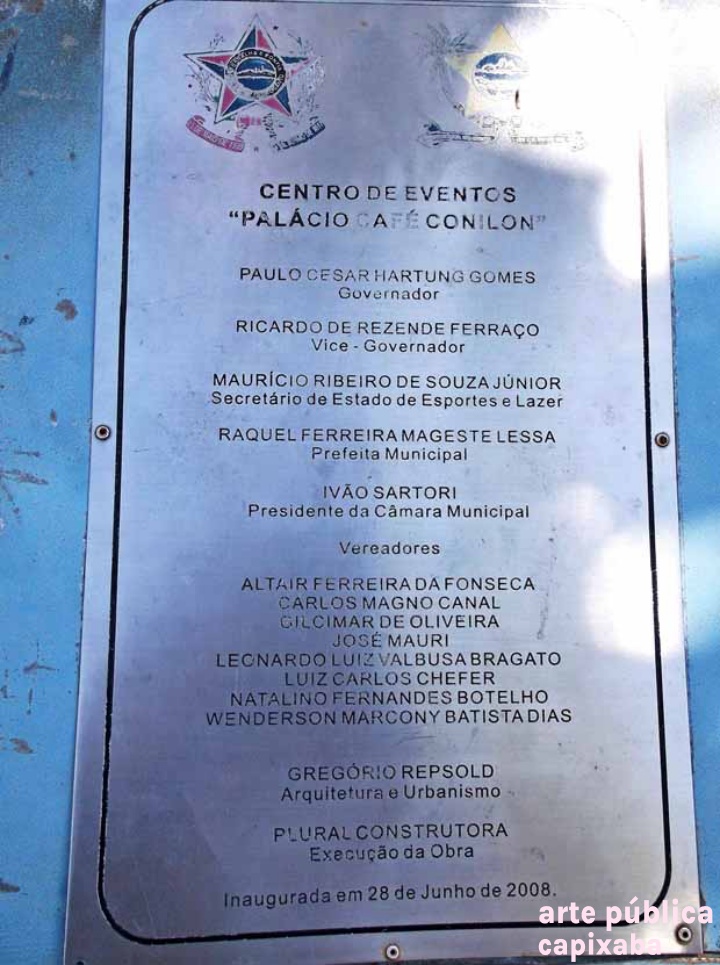 CENTRO DE EVENTOS
“PALÁCIO CAFÉ CONILON”
PAULO CESAR HARTUNG GOMES
Governador
RICARDO DE REZENDE FERRAÇO
Vice - Governador
MAURÍCIO RIBEIRO DE SOUZA JÚNIOR
Secretário de Estado de Esportes e Lazer
RAQUEL FERREIRA MAGESTE LESSA
Prefeita Municipal
IVÃO SARTORI
Presidente da Câmara Municipal
Vereadores
ALTAIR FERREIRA DA FONSECA
CARLOS MAGNO CANAL
GILCIMAR DE OLIVEIRA
JOSÉ MAURI
LEONARDO LUIZ VALBUSA BRAGATO
LUIZ CARLOS CHEFER
NATALINO FERNANDES BOTELHO
WENDERSON MARCONY BATISTA DIAS
GREGÓRIO REPSOLD
Arquitetura e Urbanismo
PLURAL CONSTRUTORA
Execução da Obra
Inaugurada em 28 de Junho de 2008.
arte pública
capixaba